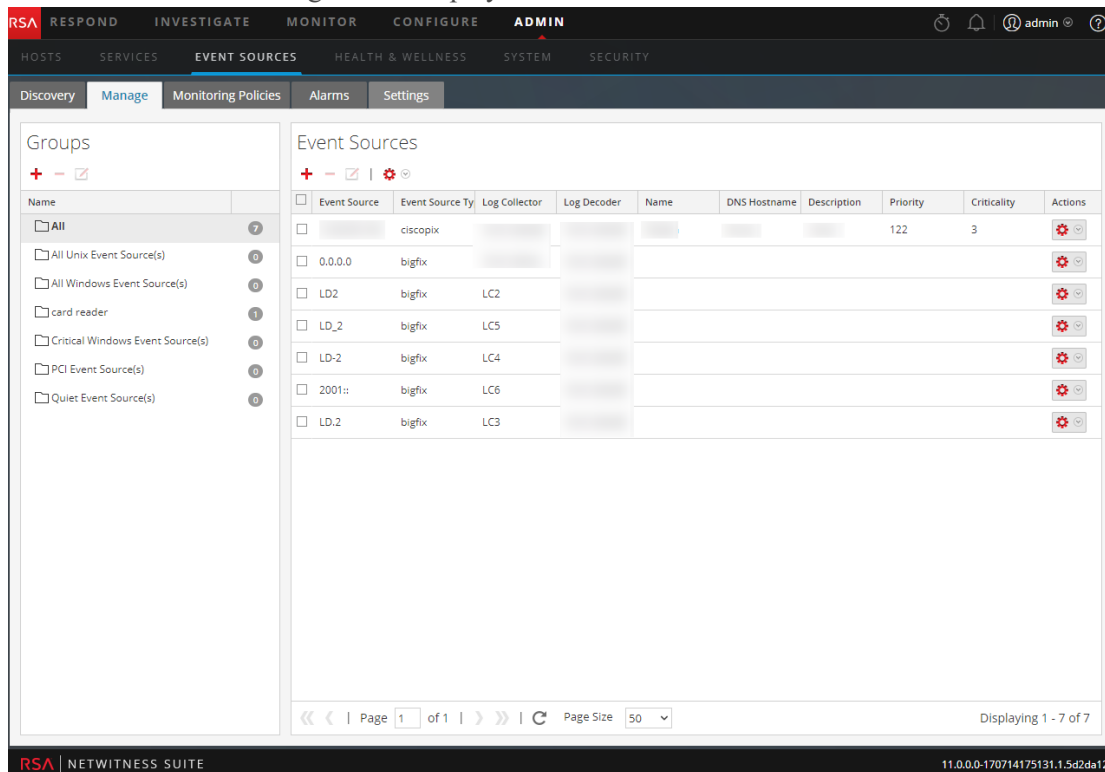 RSA RESPOND INVESTIGATE MONITOR CONFIGURE ADMIN admin ?
HOSTS SERVICES EVENT SOURCES HEALTH & WELLNESS SYSTEM SECURITY
Discovery Manage Monitoring Policies Alarms Settings
Groups
Name
All 7
All Unix Event Source(s) 0
All Windows Event Source(s) 0
card reader 1
Critical Windows Event Source(s) 0
PCI Event Source(s) 0
Quiet Event Source(s) 0
Event Sources
Event Source Event Source Ty Log Collector Log Decoder Name DNS Hostname Description Priority Criticality Actions
ciscopix 122 3
0.0.0.0 bigfix
LD2 bigfix LC2
LD_2 bigfix LC5
LD-2 bigfix LC4
2001:: bigfix LC6
LD.2 bigfix LC3
Page 1 of 1 Page Size 50 Displaying 1 - 7 of 7
RSA NETWITNESS SUITE 11.0.0.0-170714175131.1.5d2da12